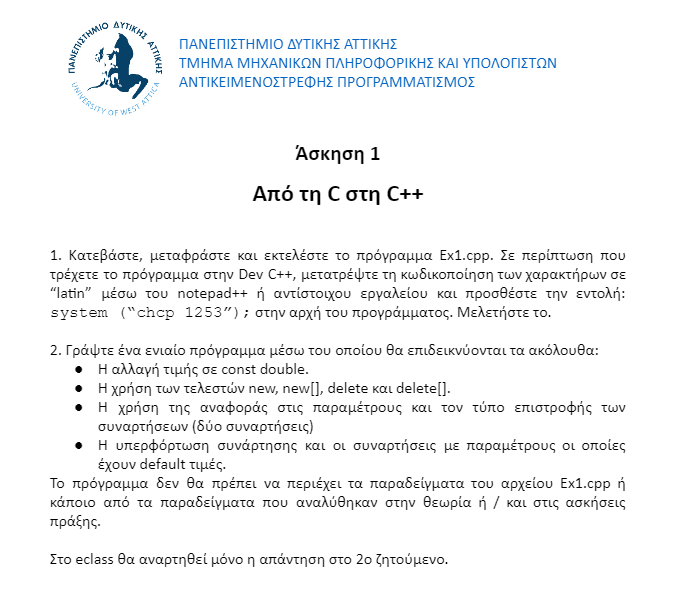 ΠΑΝΕΠΙΣΤΗΜΙΟ ΔΥΤΙΚΗΣ ΑΤΤΙΚΗΣ
UNIVERSITY OF WEST ATTICA
ΠΑΝΕΠΙΣΤΗΜΙΟ ΔΥΤΙΚΗΣ ΑΤΤΙΚΗΣ
ΤΜΗΜΑ ΜΗΧΑΝΙΚΩΝ ΠΛΗΡΟΦΟΡΙΚΗΣ ΚΑΙ ΥΠΟΛΟΓΙΣΤΩΝ
ΑΝΤΙΚΕΙΜΕΝΟΣΤΡΕΦΗΣ ΠΡΟΓΡΑΜΜΑΤΙΣΜΟΣ
Άσκηση 1
Από τη C στη C++
1. Κατεβάστε, μεταφράστε και εκτελέστε το πρόγραμμα Ex1.cpp. Σε περίπτωση που
τρέχετε το πρόγραμμα στην Dev C++, μετατρέψτε τη κωδικοποίηση των χαρακτήρων σε
“latin” μέσω του notepad++ ή αντίστοιχου εργαλείου και προσθέστε την εντολή:
system (“chcp 1253”); στην αρχή του προγράμματος. Μελετήστε το.
2. Γράψτε ένα ενιαίο πρόγραμμα μέσω του οποίου θα επιδεικνύονται τα ακόλουθα:
● Η αλλαγή τιμής σε const double.
● Η χρήση των τελεστών new, new[], delete και delete[].
● Η χρήση της αναφοράς στις παραμέτρους και τον τύπο επιστροφής των
συναρτήσεων (δύο συναρτήσεις)
● Η υπερφόρτωση συνάρτησης και οι συναρτήσεις με παραμέτρους οι οποίες
έχουν default τιμές.
Το πρόγραμμα δεν θα πρέπει να περιέχει τα παραδείγματα του αρχείου Ex1.cpp ή
κάποιο από τα παραδείγματα που αναλύθηκαν στην θεωρία ή / και στις ασκήσεις
πράξης.
Στο eclass θα αναρτηθεί μόνο η απάντηση στο 2ο ζητούμενο.